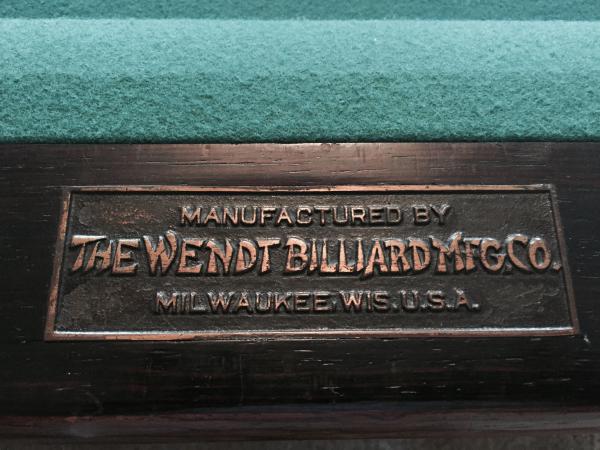 MANUFACTURED BY
THE WENDT BILLIARD MFG. CO.
MILWAUKEE, WIS. U.S.A.